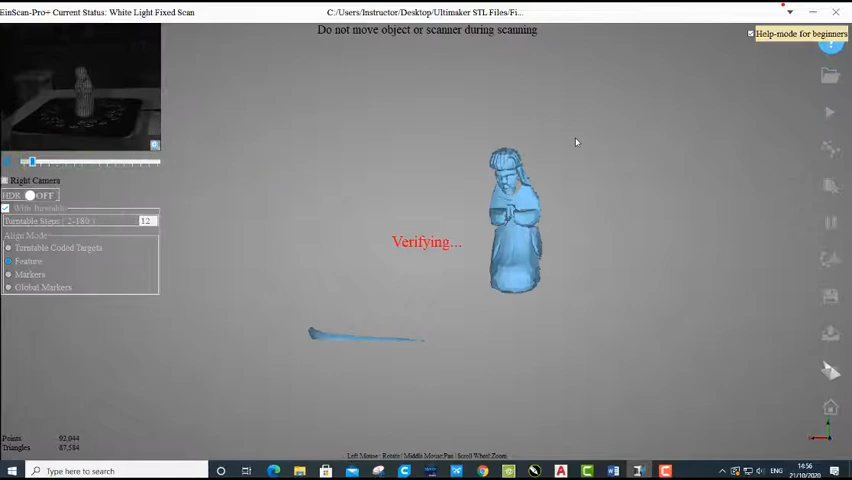 EinScan-Pro+ Current Status: White Light Fixed Scan
C:/Users/Instructor/Desktop/Ultimaker STL Files/Fi...
Do not move object or scanner during scanning
Help-mode for beginners
Right Camera
HDR OFF
With Turntable
Turntable Steps ( 2-180 ) 12
Align Mode
Turntable Coded Targets
Feature
Markers
Global Markers
Verifying...
Points 92,044
Triangles 87,584
Left Mouse: Rotate | Middle Mouse:Pan | Scroll Wheel:Zoom
Type here to search
ENG
14:56
21/10/2020